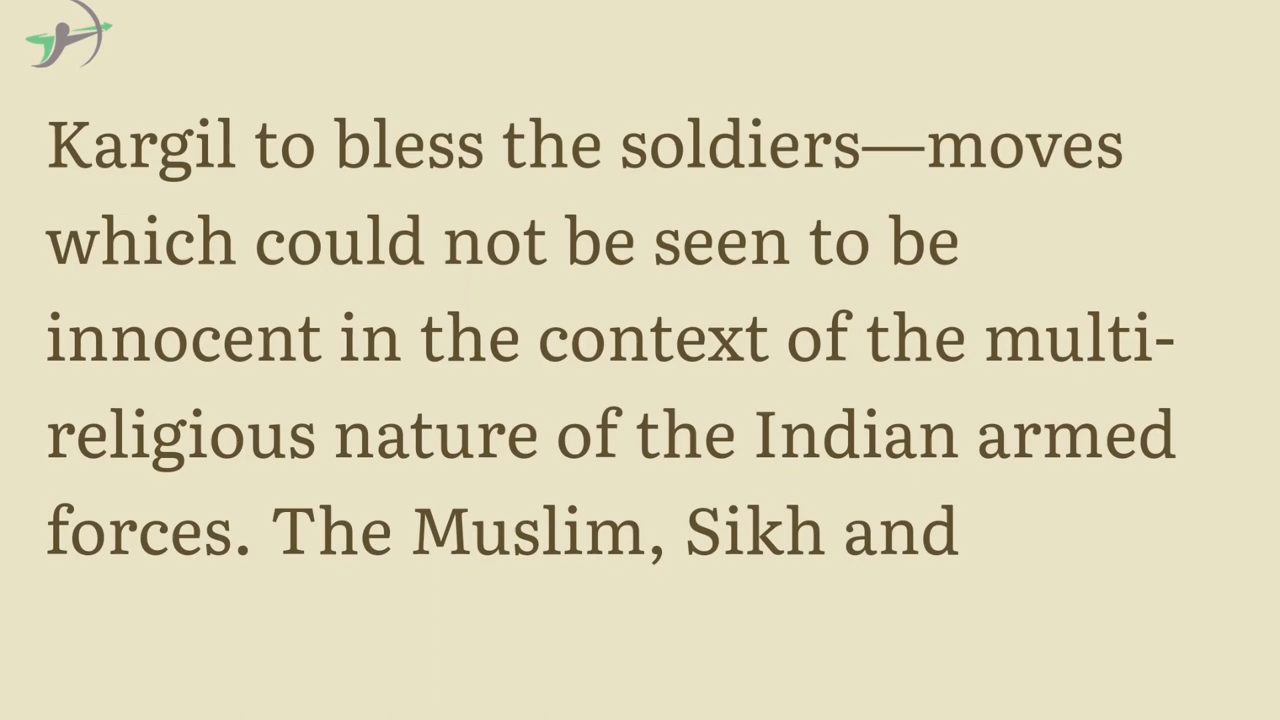 Kargil to bless the soldiers—moves
which could not be seen to be
innocent in the context of the multi-
religious nature of the Indian armed
forces. The Muslim, Sikh and